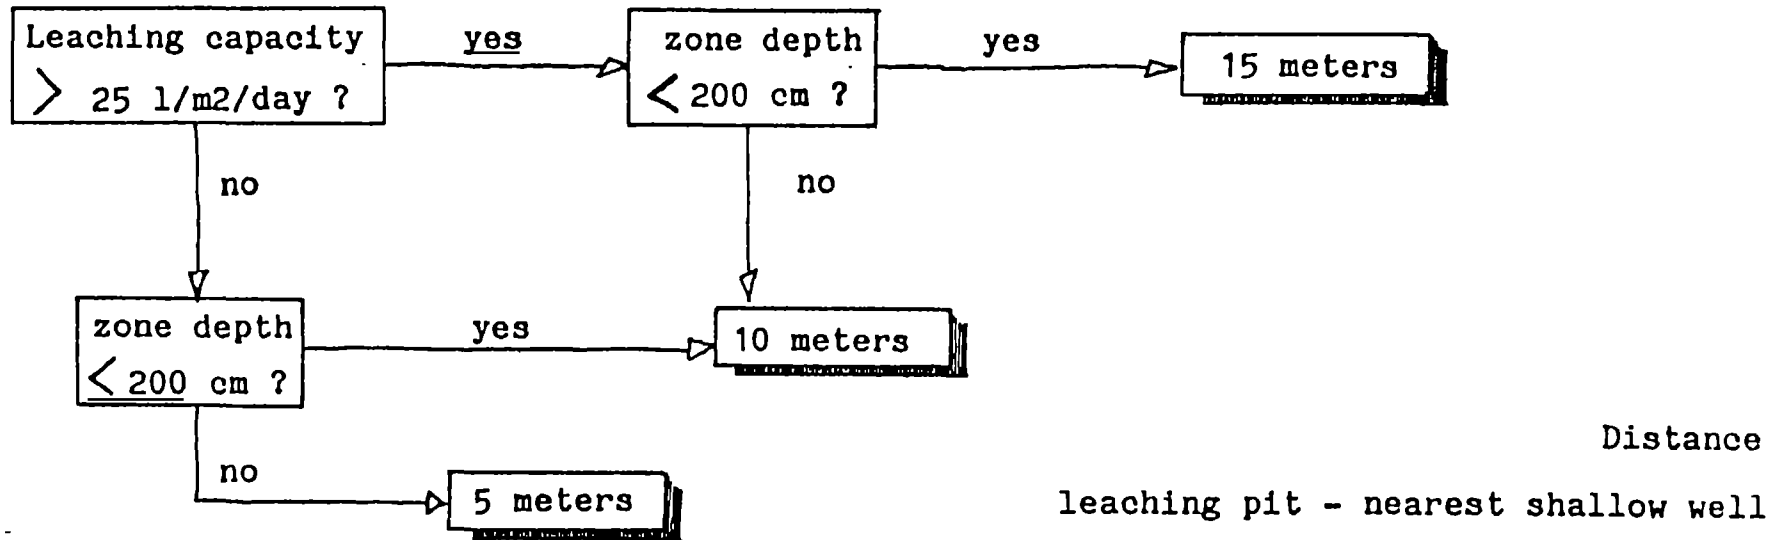 Leaching capacity
> 25 l/m2/day ?
yes
zone depth
< 200 cm ?
yes
15 meters
no
no
zone depth
< 200 cm ?
yes
10 meters
no
5 meters
Distance
leaching pit - nearest shallow well